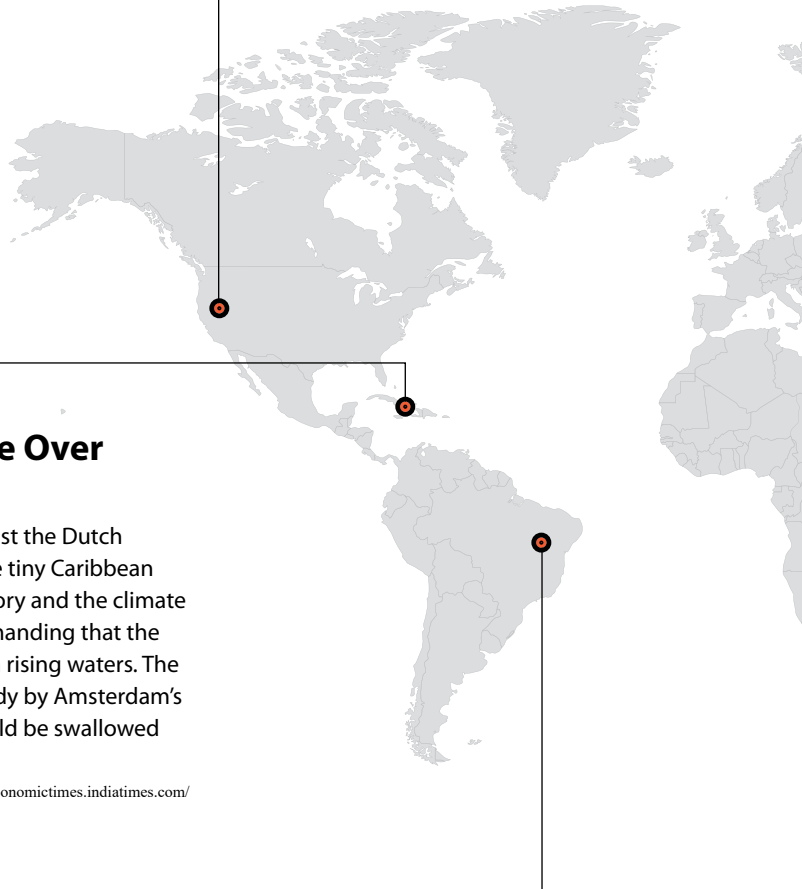 e Over
st the Dutch
e tiny Caribbean
ory and the climate
nanding that the
rising waters. The
dy by Amsterdam's
ld be swallowed
onomictimes.indiatimes.com/